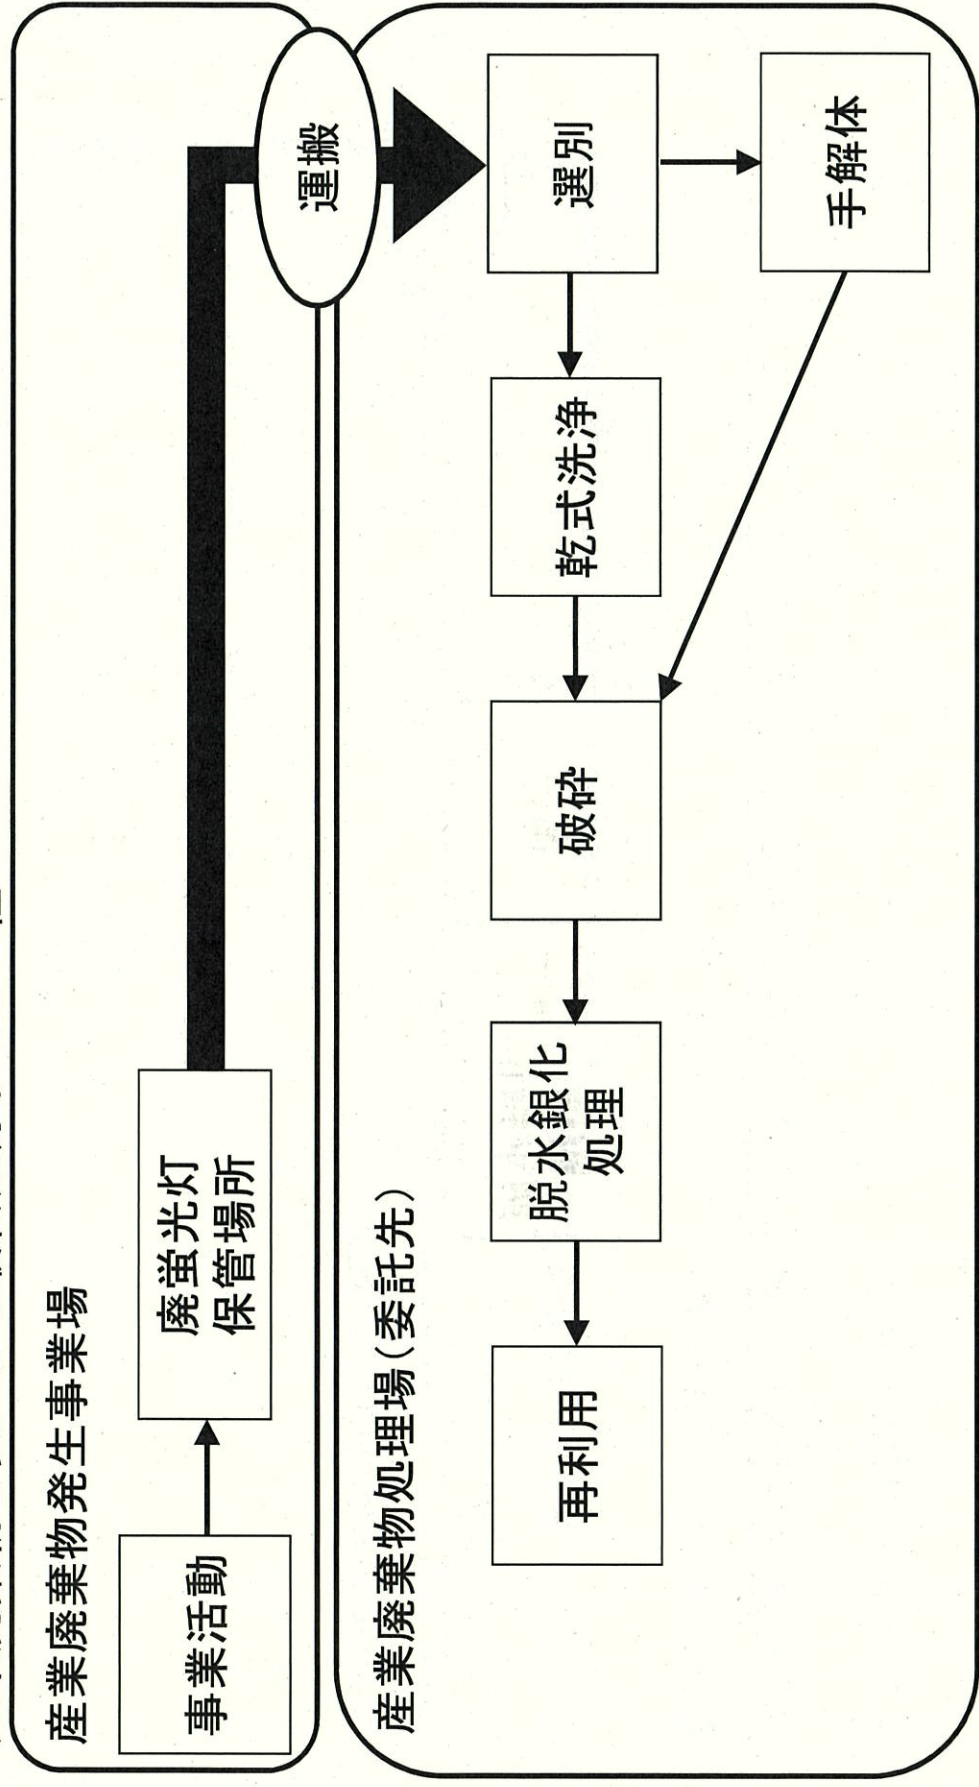 産業廃棄物発生事業場
事業活動
廃蛍光灯
保管場所
運搬
産業廃棄物処理場(委託先)
選別
手解体
乾式洗浄
破砕
脱水銀化
処理
再利用